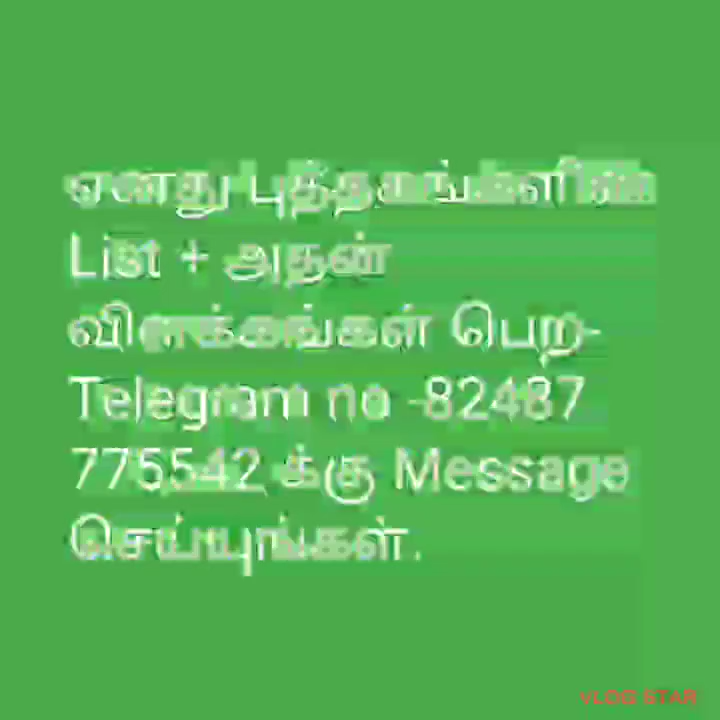 எனது புத்தகங்களின்
List + அதன்
விளக்கங்கள் பெற-
Telegram no -82487
775542 க்கு Message
செய்யுங்கள்.
VLOG STAR